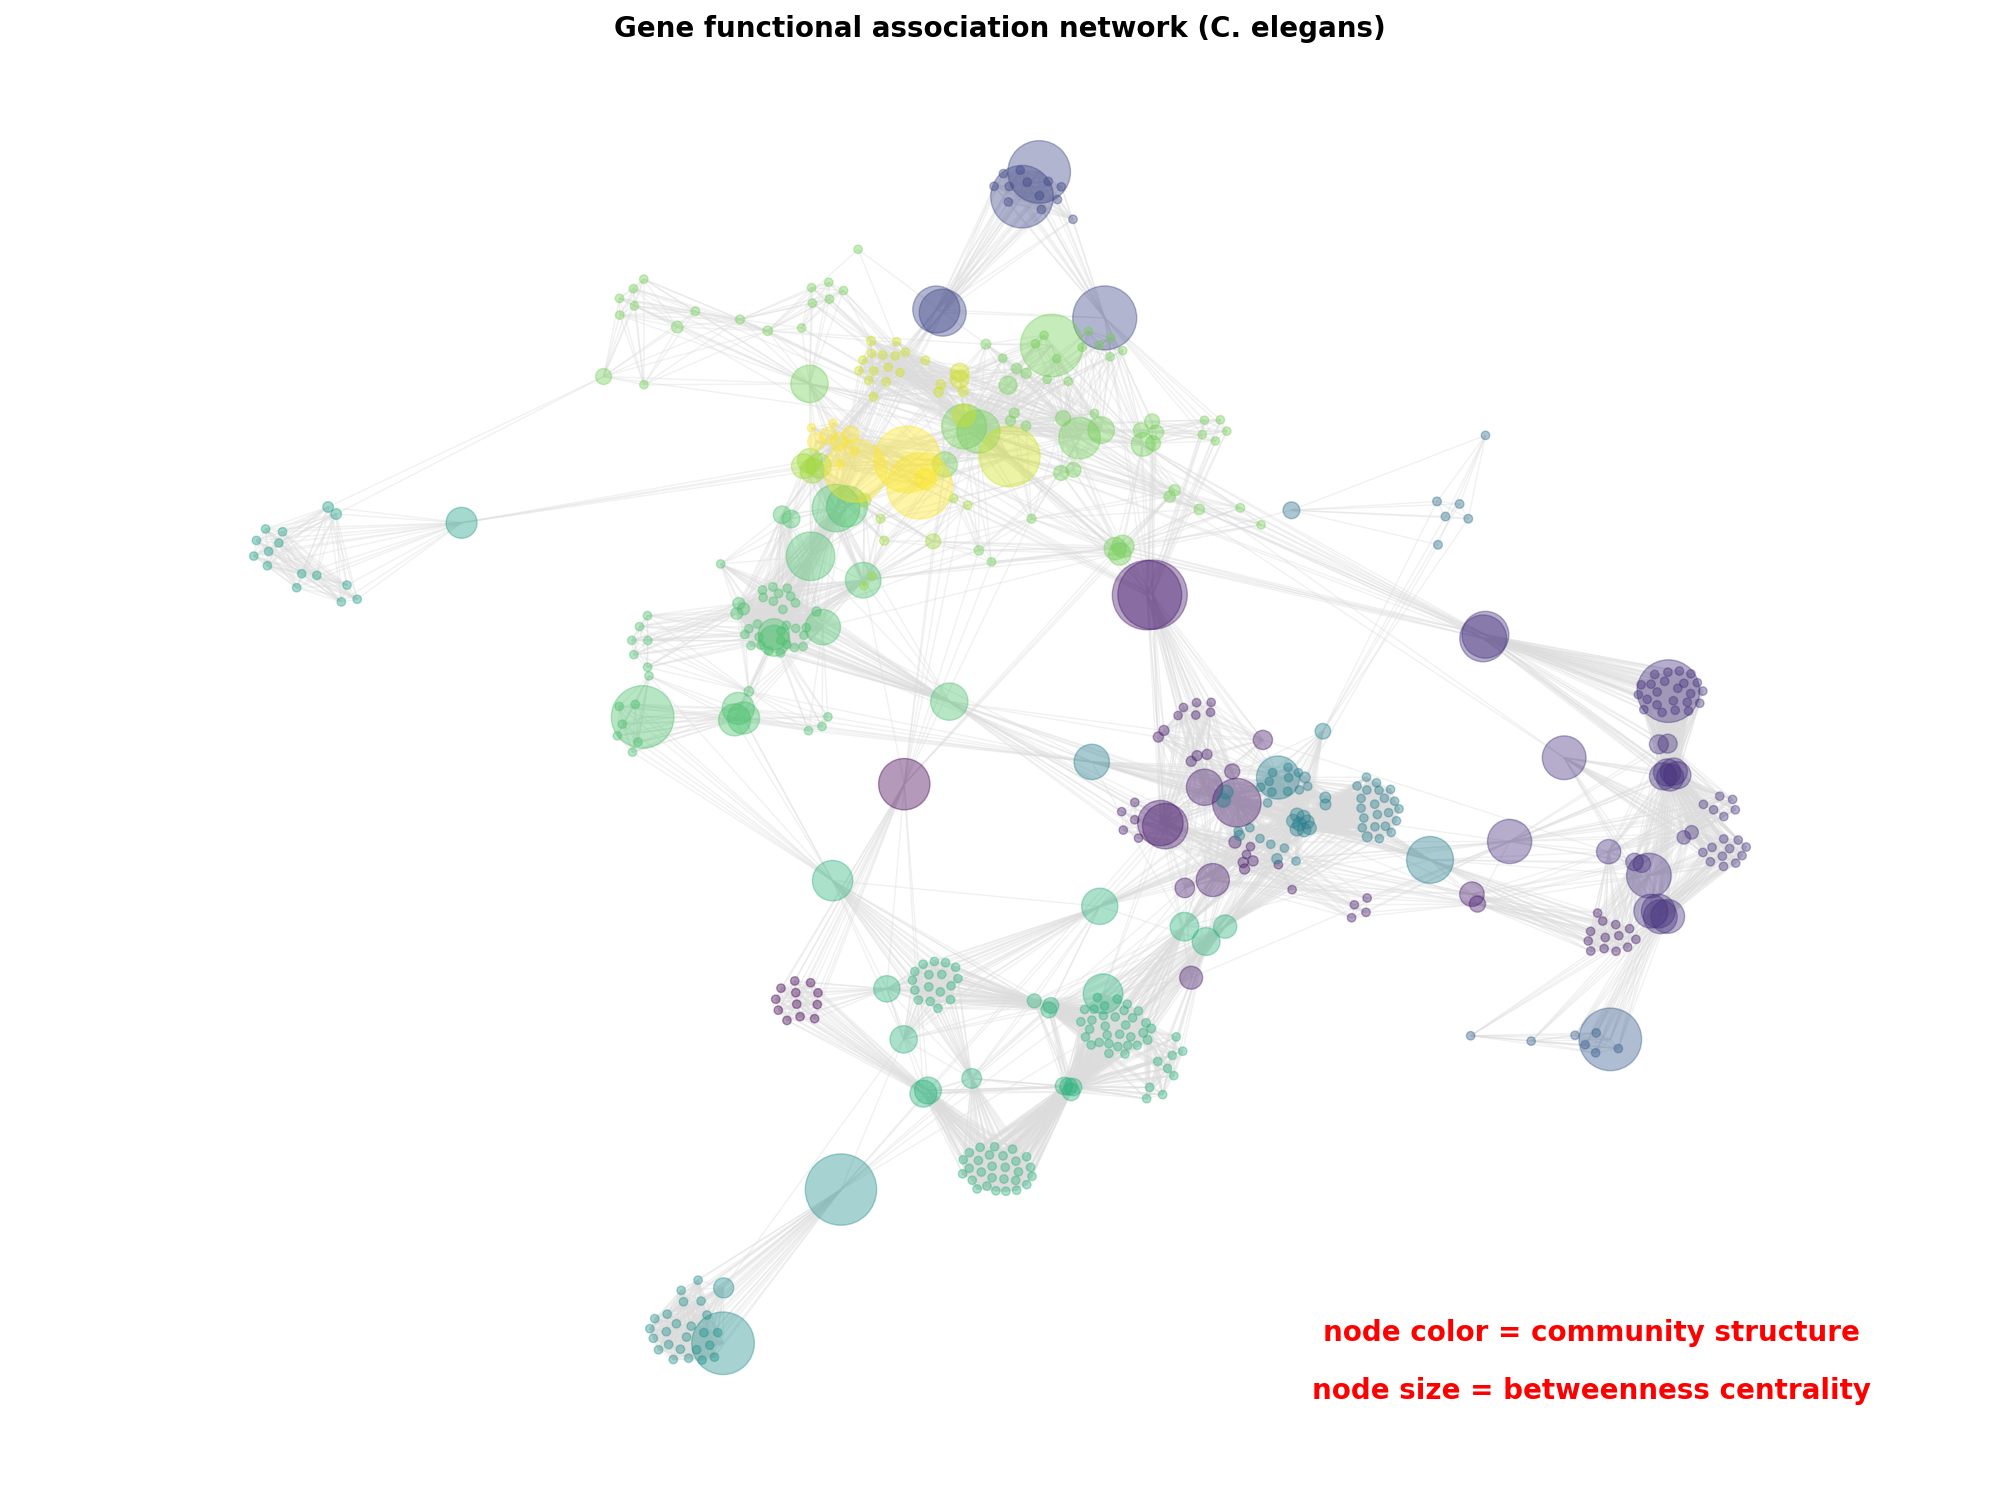 Gene functional association network (C. elegans)
node color = community structure
node size = betweenness centrality